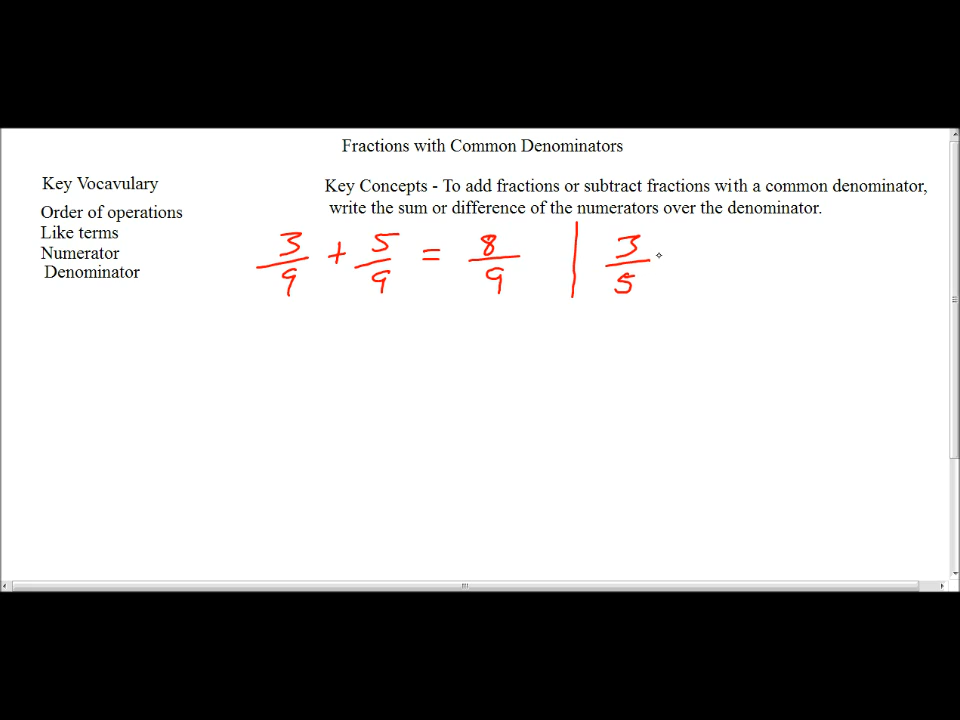 Fractions with Common Denominators
Key Vocavulary
Order of operations
Like terms
Numerator
Denominator
Key Concepts - To add fractions or subtract fractions with a common denominator,
write the sum or difference of the numerators over the denominator.
3/9 + 5/9 = 8/9 | 3/5